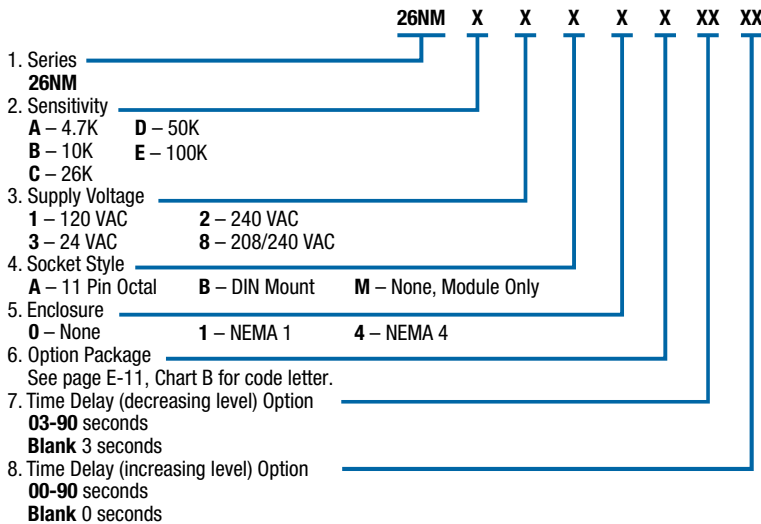 26NM X X X X X XX XX
1. Series
26NM
2. Sensitivity
A – 4.7K D – 50K
B – 10K E – 100K
C – 26K
3. Supply Voltage
1 – 120 VAC 2 – 240 VAC
3 – 24 VAC 8 – 208/240 VAC
4. Socket Style
A – 11 Pin Octal B – DIN Mount M – None, Module Only
5. Enclosure
0 – None 1 – NEMA 1 4 – NEMA 4
6. Option Package
See page E-11, Chart B for code letter.
7. Time Delay (decreasing level) Option
03-90 seconds
Blank 3 seconds
8. Time Delay (increasing level) Option
00-90 seconds
Blank 0 seconds